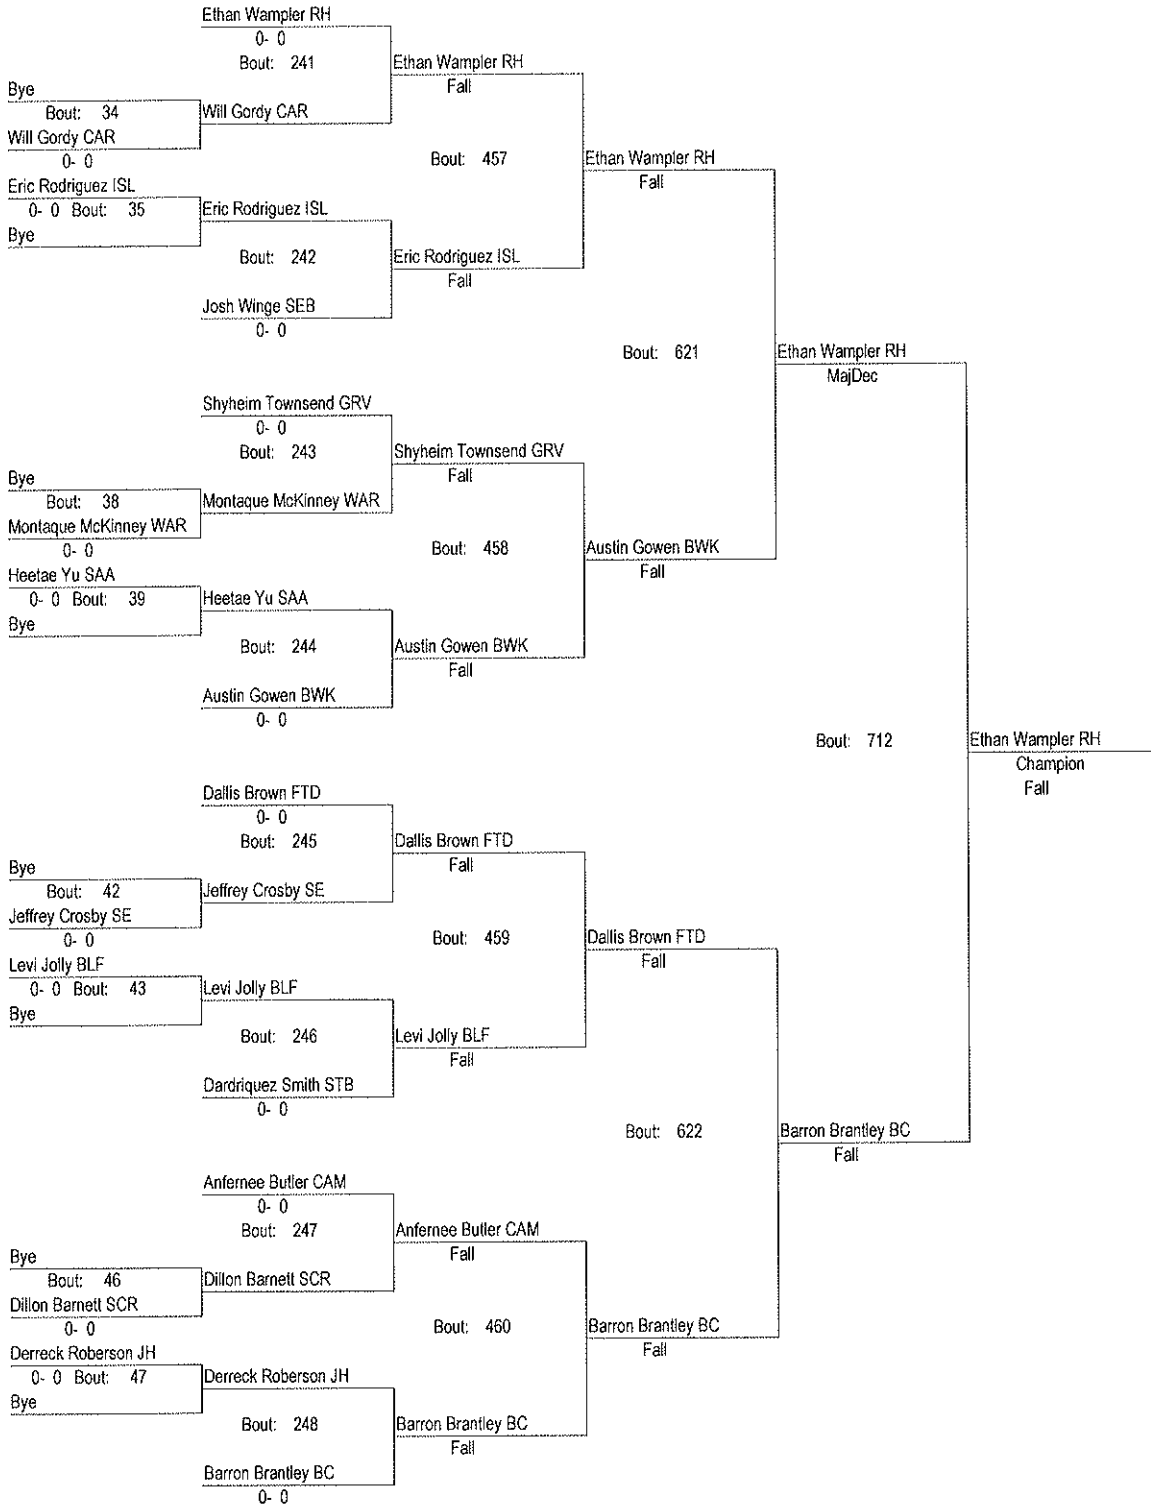 Ethan Wampler RH
0- 0
Bout: 241
Ethan Wampler RH
Fall
Bye
Bout: 34
Will Gordy CAR
Will Gordy CAR
0- 0
Bout: 457
Ethan Wampler RH
Fall
Eric Rodriguez ISL
0- 0 Bout: 35
Eric Rodriguez ISL
Bye
Bout: 242
Eric Rodriguez ISL
Fall
Josh Winge SEB
0- 0
Bout: 621
Ethan Wampler RH
MajDec
Shyheim Townsend GRV
0- 0
Bout: 243
Shyheim Townsend GRV
Fall
Bye
Bout: 38
Montaque McKinney WAR
Montaque McKinney WAR
0- 0
Bout: 458
Austin Gowen BWK
Fall
Heetae Yu SAA
0- 0 Bout: 39
Heetae Yu SAA
Bye
Bout: 244
Austin Gowen BWK
Fall
Austin Gowen BWK
0- 0
Bout: 712
Ethan Wampler RH
Champion
Fall
Dallis Brown FTD
0- 0
Bout: 245
Dallis Brown FTD
Fall
Bye
Bout: 42
Jeffrey Crosby SE
Jeffrey Crosby SE
0- 0
Bout: 459
Dallis Brown FTD
Fall
Levi Jolly BLF
0- 0 Bout: 43
Levi Jolly BLF
Bye
Bout: 246
Levi Jolly BLF
Fall
Dardriquez Smith STB
0- 0
Bout: 622
Barron Brantley BC
Fall
Anfernee Butler CAM
0- 0
Bout: 247
Anfernee Butler CAM
Fall
Bye
Bout: 46
Dillon Barnett SCR
Dillon Barnett SCR
0- 0
Bout: 460
Barron Brantley BC
Fall
Derreck Roberson JH
0- 0 Bout: 47
Derreck Roberson JH
Bye
Bout: 248
Barron Brantley BC
Fall
Barron Brantley BC
0- 0